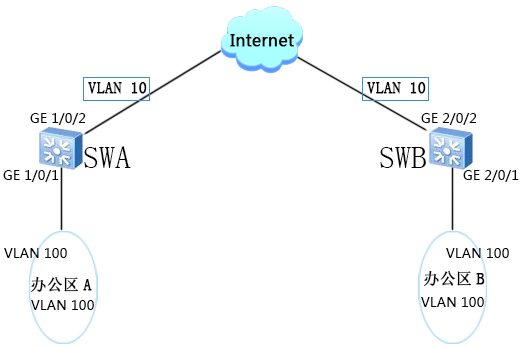 Internet
VLAN 10
VLAN 10
GE 1/0/2
GE 2/0/2
SWA
SWB
GE 1/0/1
GE 2/0/1
VLAN 100
VLAN 100
办公区 A
VLAN 100
办公区 B
VLAN 100